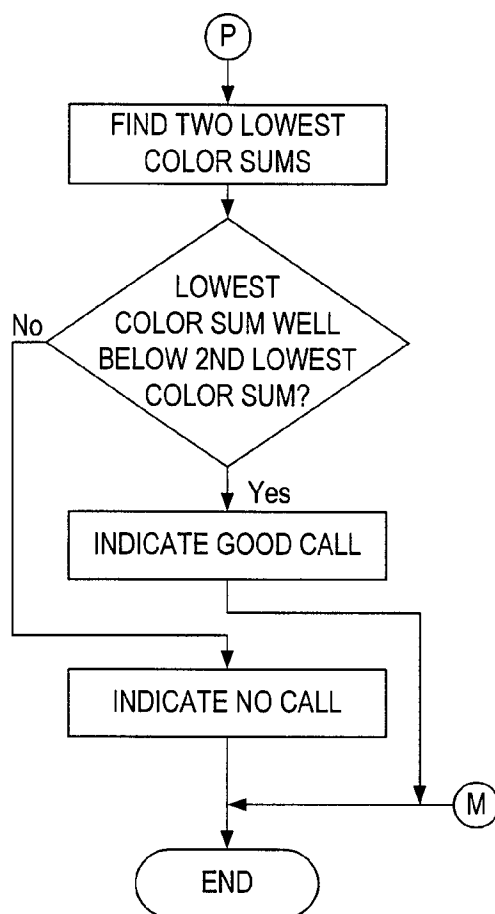 P
FIND TWO LOWEST
COLOR SUMS
LOWEST
COLOR SUM WELL
BELOW 2ND LOWEST
COLOR SUM?
No
Yes
INDICATE GOOD CALL
INDICATE NO CALL
M
END